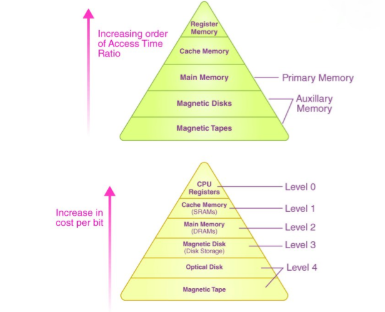 Increasing order
of Access Time
Ratio
Register
Memory
Cache Memory
Main Memory
Magnetic Disks
Magnetic Tapes
Primary Memory
Auxillary
Memory
Increase in
cost per bit
CPU
Registers
Cache Memory
(SRAMs)
Main Memory
(DRAMs)
Magnetic Disk
(Disk Storage)
Optical Disk
Magnetic Tape
Level 0
Level 1
Level 2
Level 3
Level 4